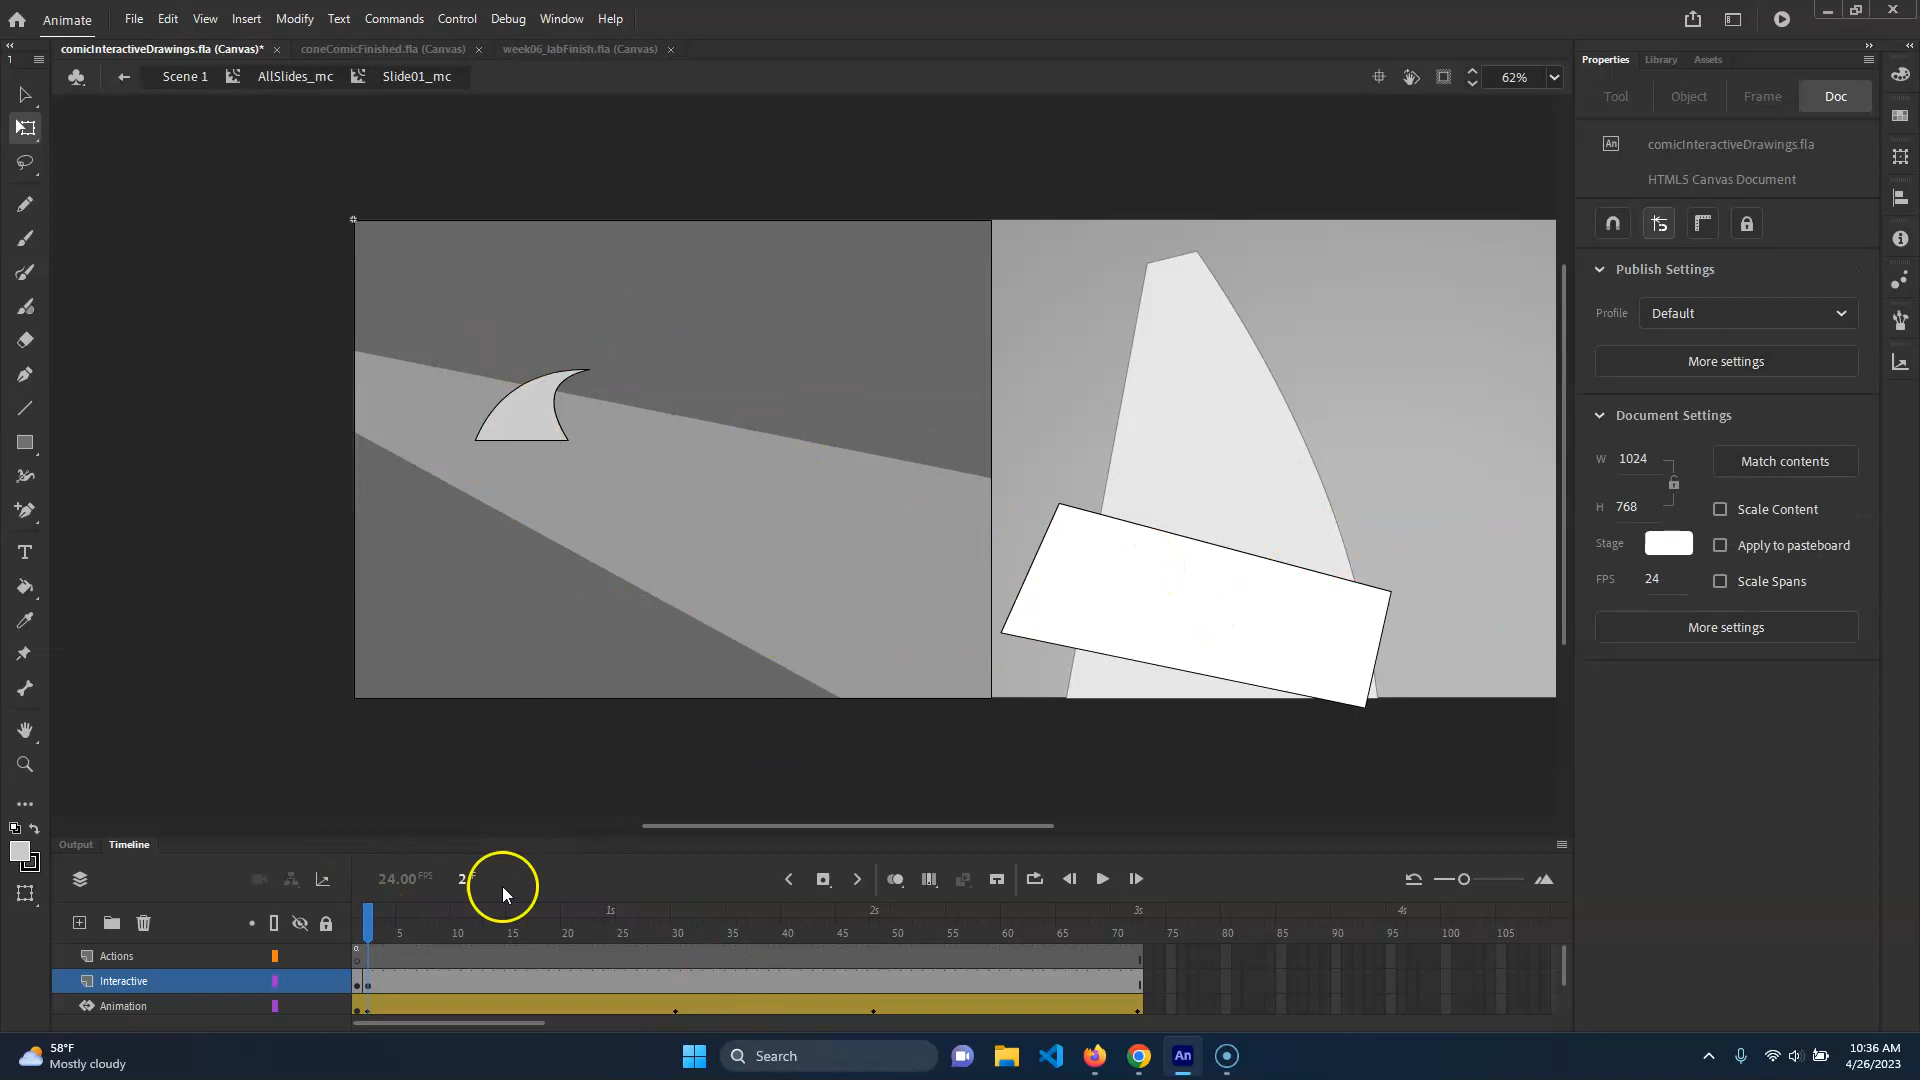 Animate File Edit View Insert Modify Text Commands Control Debug Window Help
comicInteractiveDrawings.fla (Canvas)* coneComicFinished.fla (Canvas) week06_labFinish.fla (Canvas)
Scene 1 AllSlides_mc Slide01_mc 62%
Properties Library Assets
Tool Object Frame Doc
An comicInteractiveDrawings.fla
HTML5 Canvas Document
Publish Settings
Profile Default
More settings
Document Settings
W 1024 Match contents
H 768 Scale Content
Stage Apply to pasteboard
FPS 24 Scale Spans
More settings
Output Timeline
24.00 FPS 2
1s 2s 3s 4s
5 10 15 20 25 30 35 40 45 50 55 60 65 70 75 80 85 90 95 100 105
Actions
Interactive
Animation
58°F
Mostly cloudy
Search
An
10:36 AM
4/26/2023